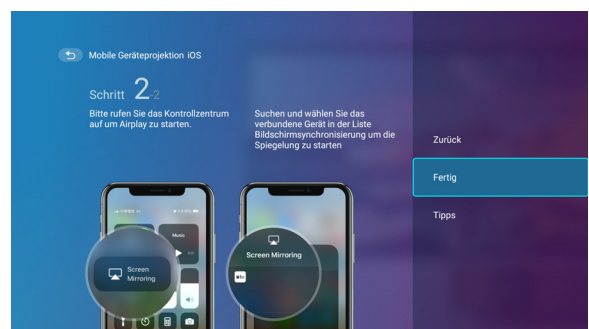 Mobile Geräteprojektion iOS
Schritt 2-2
Bitte rufen Sie das Kontrollzentrum
auf um Airplay zu starten.
Suchen und wählen Sie das
verbundene Gerät in der Liste
Bildschirmsynchronisierung um die
Spiegelung zu starten
Zurück
Fertig
Tipps
Music
Screen
Mirroring
Screen Mirroring
tv